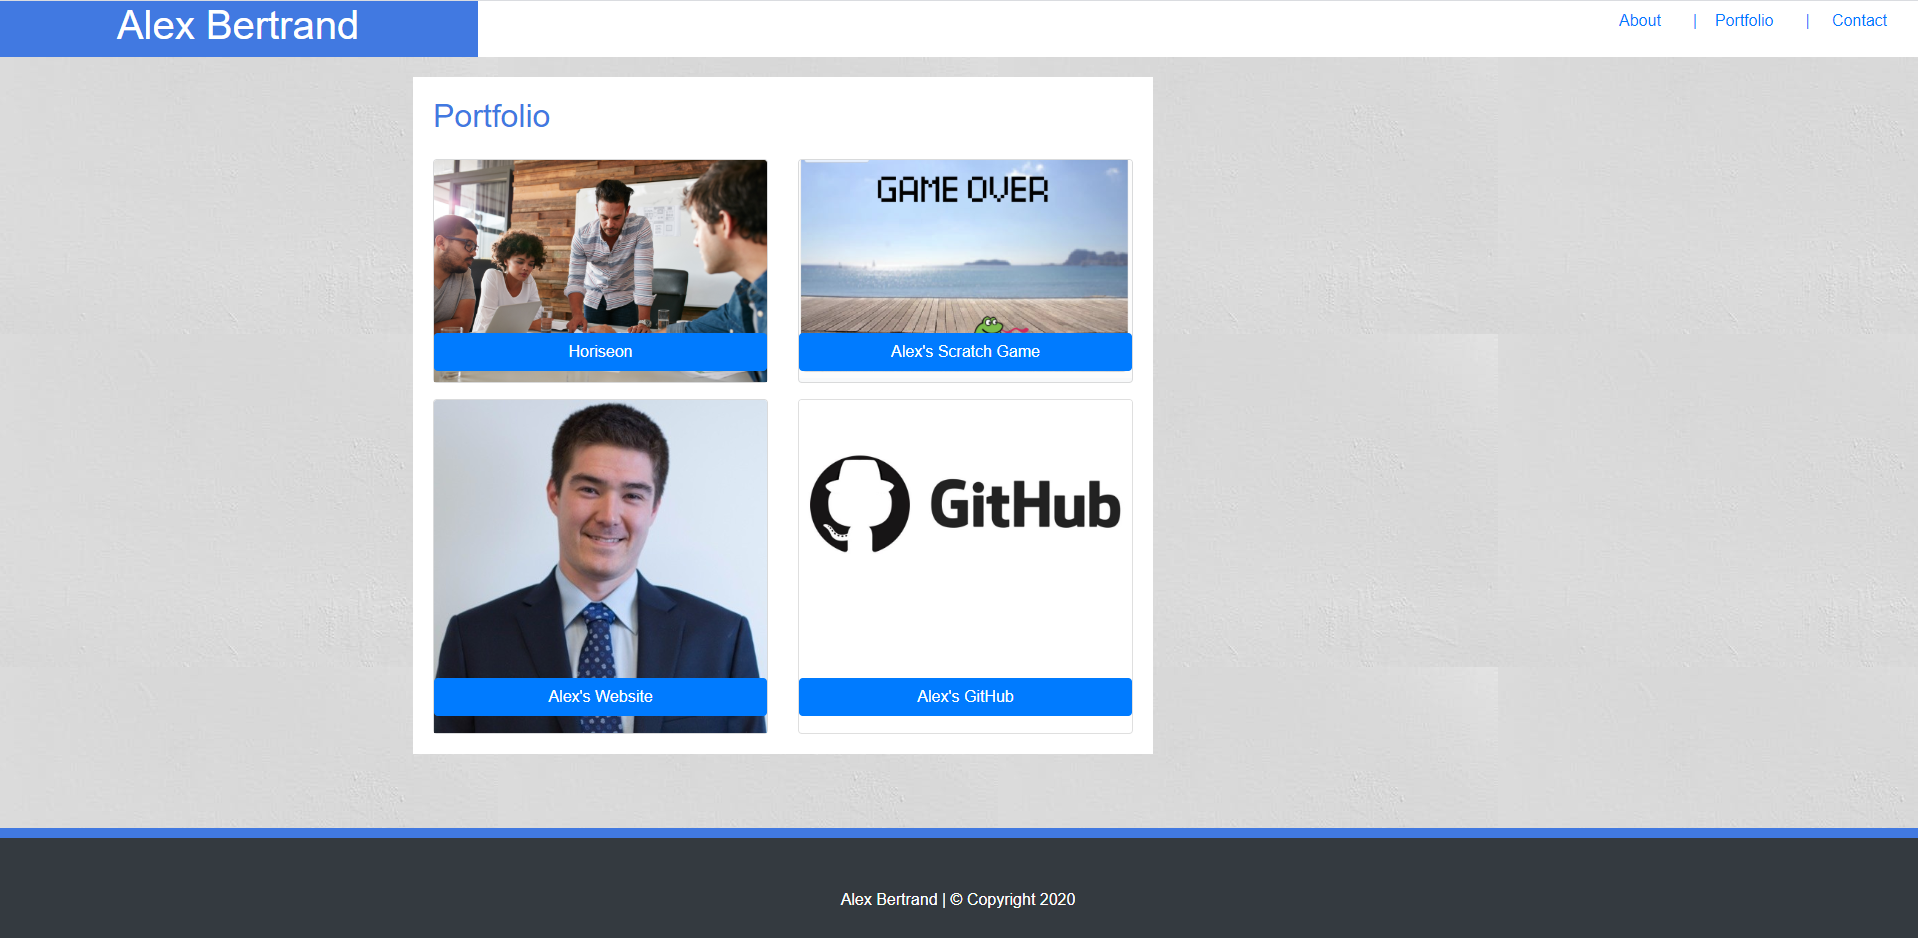 Alex Bertrand
About | Portfolio | Contact
Portfolio
GAME OVER
Horiseon
Alex's Scratch Game
GitHub
Alex's Website
Alex's GitHub
Alex Bertrand | © Copyright 2020